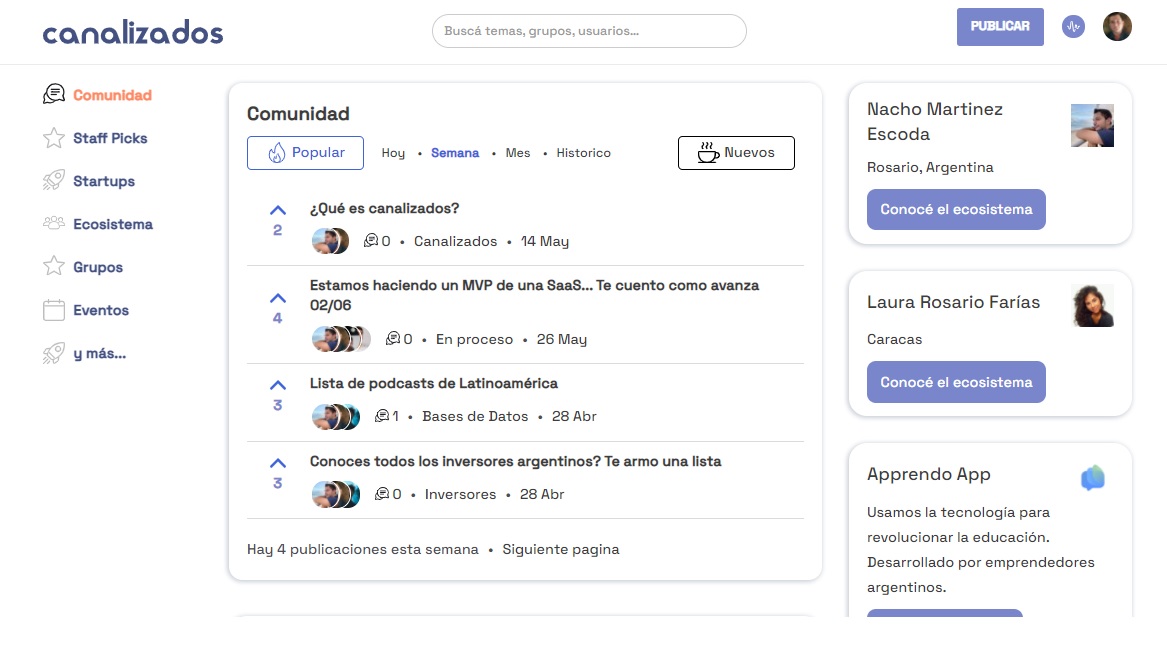 canalizados
Buscá temas, grupos, usuarios...
PUBLICAR
Comunidad
Staff Picks
Startups
Ecosistema
Grupos
Eventos
y más...
Comunidad
Popular
Hoy • Semana • Mes • Historico
Nuevos
2
¿Qué es canalizados?
0 • Canalizados • 14 May
4
Estamos haciendo un MVP de una SaaS... Te cuento como avanza
02/06
0 • En proceso • 26 May
3
Lista de podcasts de Latinoamérica
1 • Bases de Datos • 28 Abr
3
Conoces todos los inversores argentinos? Te armo una lista
0 • Inversores • 28 Abr
Hay 4 publicaciones esta semana • Siguiente pagina
Nacho Martinez
Escoda
Rosario, Argentina
Conocé el ecosistema
Laura Rosario Farías
Caracas
Conocé el ecosistema
Apprendo App
Usamos la tecnología para
revolucionar la educación.
Desarrollado por emprendedores
argentinos.